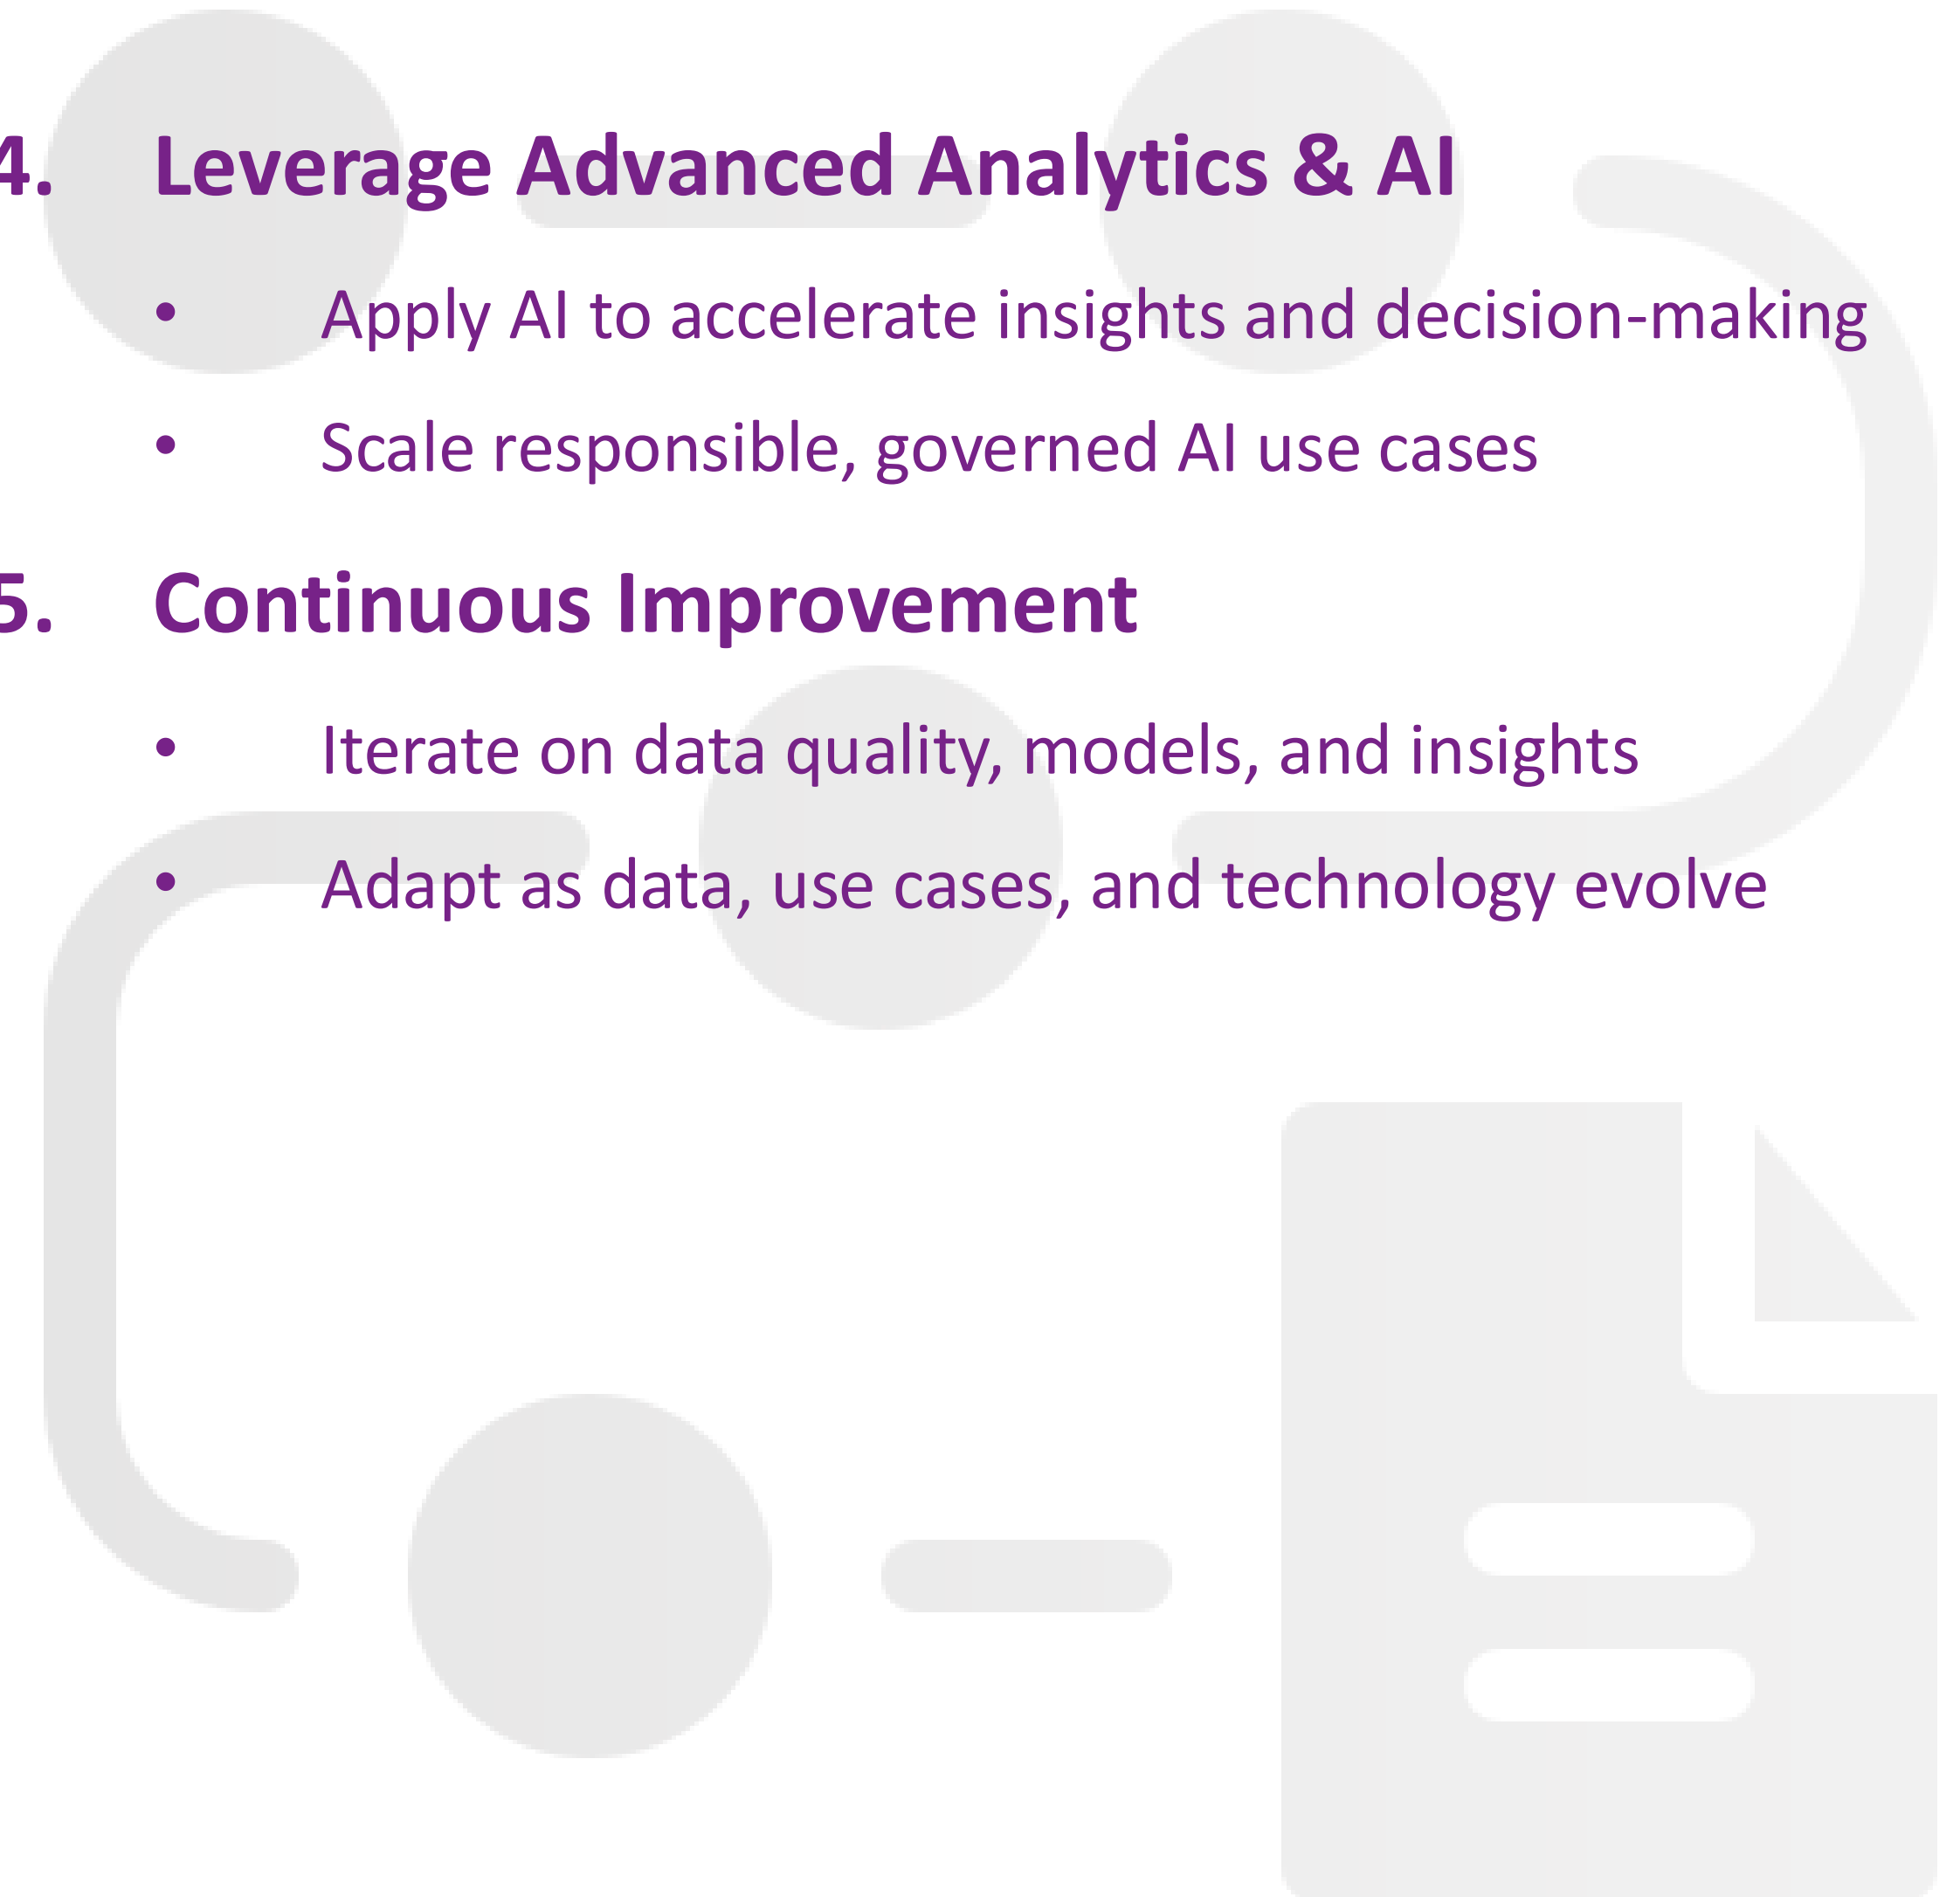 4. Leverage Advanced Analytics & AI
• Apply AI to accelerate insights and decision-making
• Scale responsible, governed AI use cases
5. Continuous Improvement
• Iterate on data quality, models, and insights
• Adapt as data, use cases, and technology evolve